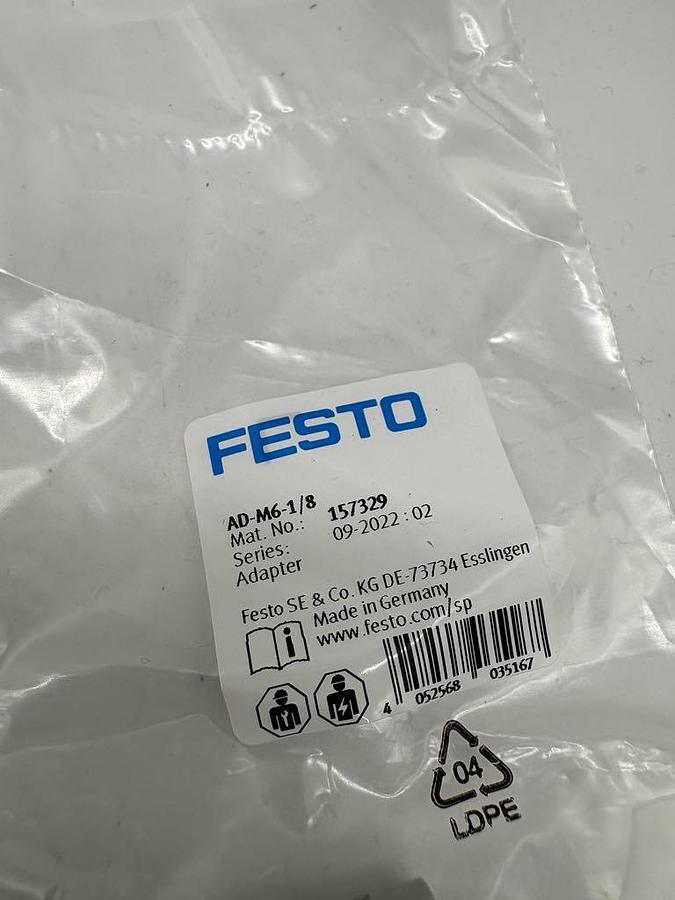 FESTO
AD-M6-1/8
Mat. No.: 157329
Series: 09-2022 : 02
Adapter
Festo SE & Co. KG DE-73734 Esslingen
Made in Germany
www.festo.com/sp
i
4 052568 035167
04
LDPE